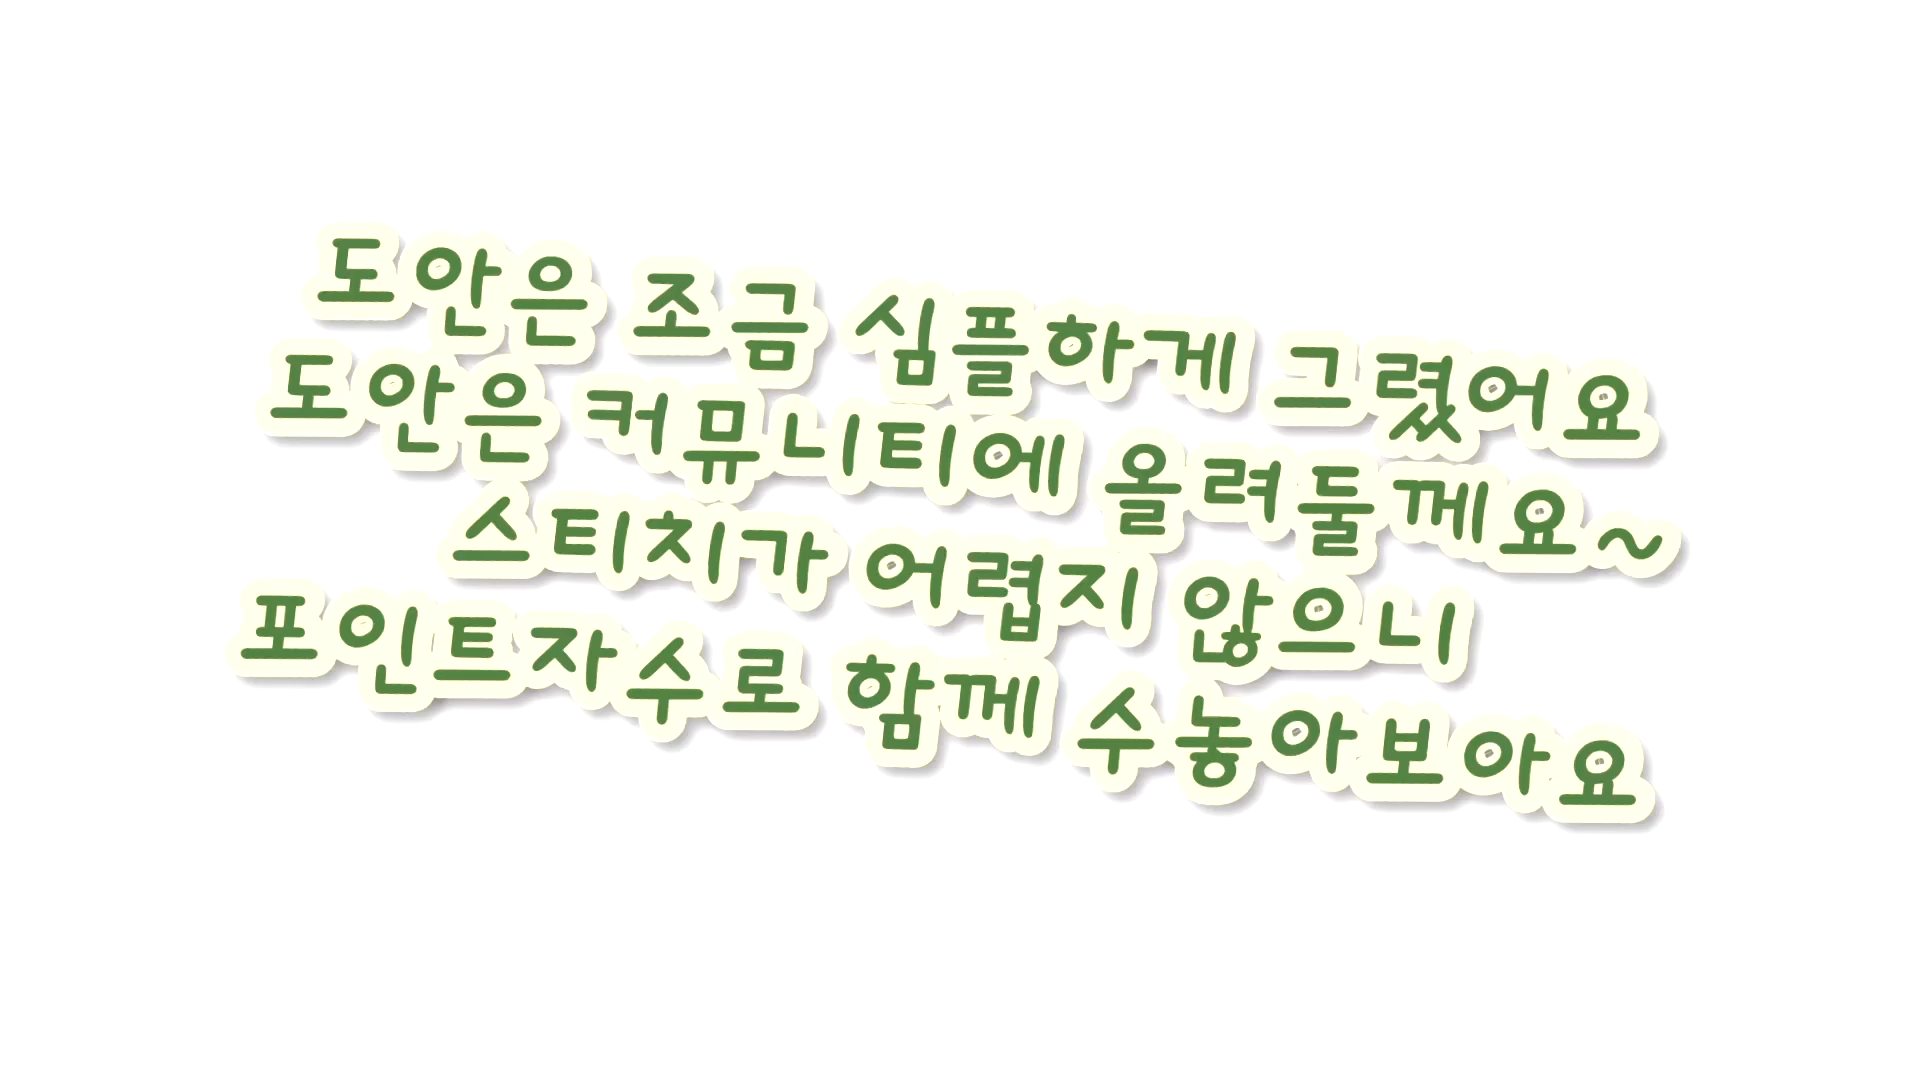 도안은 조금 심플하게 그렸어요
도안은 커뮤니티에 올려둘께요~
스티치가 어렵지 않으니
포인트자수로 함께 수놓아보아요